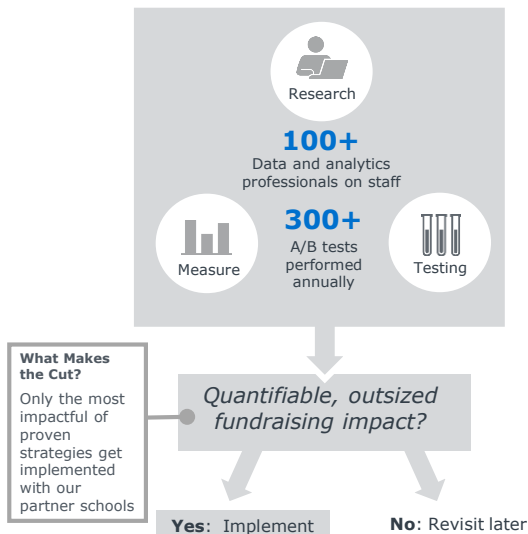 Research
100+
Data and analytics
professionals on staff
300+
A/B tests
performed
annually
Measure
Testing
What Makes
the Cut?
Only the most
impactful of
proven
strategies get
implemented
with our
partner schools
Quantifiable, outsized
fundraising impact?
Yes: Implement
No: Revisit later